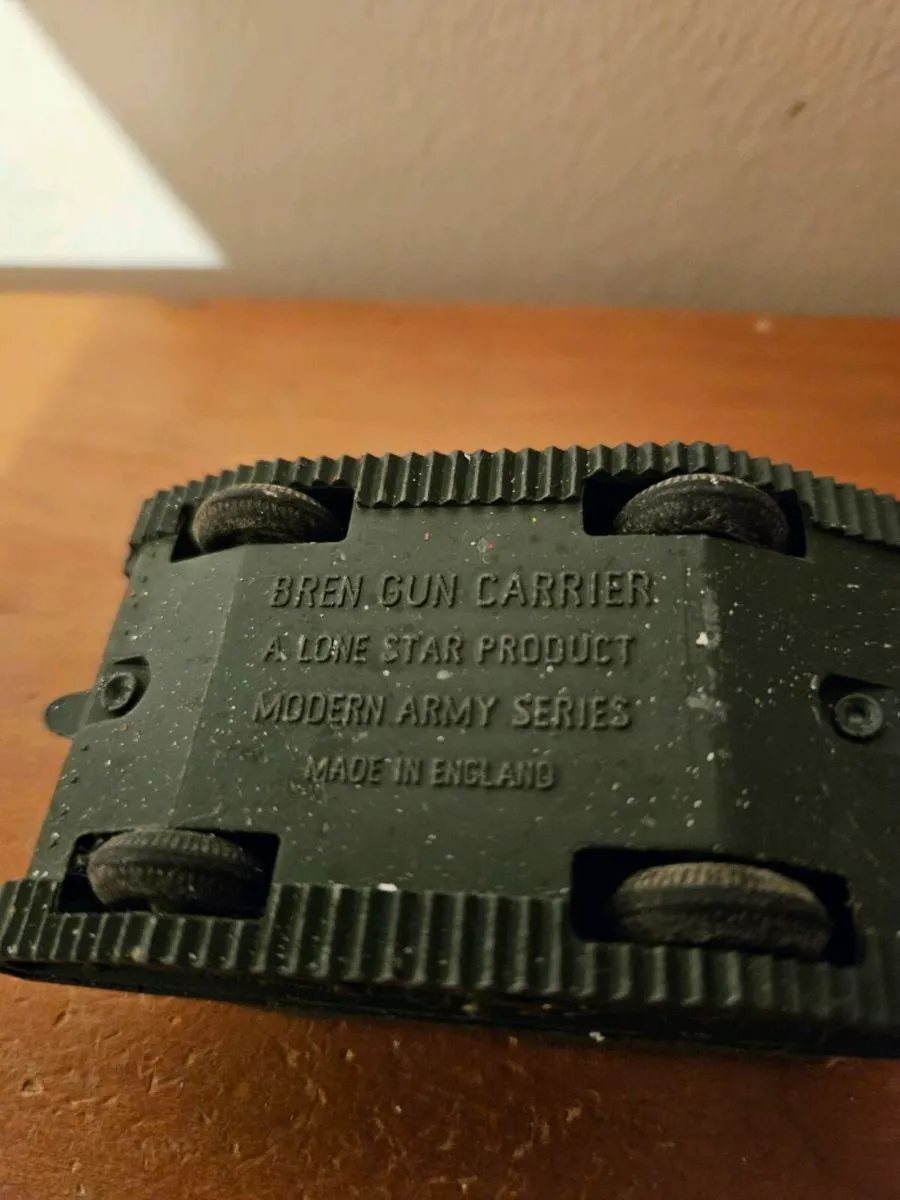 BREN GUN CARRIER
A LONE STAR PRODUCT
MODERN ARMY SERIES
MADE IN ENGLAND